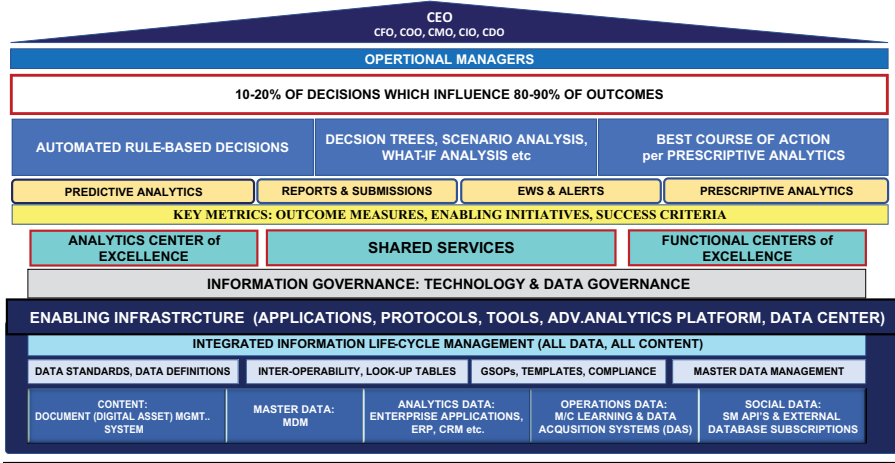 CEO
CFO, COO, CMO, CIO, CDO
OPERTIONAL MANAGERS
10-20% OF DECISIONS WHICH INFLUENCE 80-90% OF OUTCOMES
AUTOMATED RULE-BASED DECISIONS
DECSION TREES, SCENARIO ANALYSIS,
WHAT-IF ANALYSIS etc
BEST COURSE OF ACTION
per PRESCRIPTIVE ANALYTICS
PREDICTIVE ANALYTICS
REPORTS & SUBMISSIONS
EWS & ALERTS
PRESCRIPTIVE ANALYTICS
KEY METRICS: OUTCOME MEASURES, ENABLING INITIATIVES, SUCCESS CRITERIA
ANALYTICS CENTER of
EXCELLENCE
SHARED SERVICES
FUNCTIONAL CENTERS of
EXCELLENCE
INFORMATION GOVERNANCE: TECHNOLOGY & DATA GOVERNANCE
ENABLING INFRASTRCTURE (APPLICATIONS, PROTOCOLS, TOOLS, ADV.ANALYTICS PLATFORM, DATA CENTER)
INTEGRATED INFORMATION LIFE-CYCLE MANAGEMENT (ALL DATA, ALL CONTENT)
DATA STANDARDS, DATA DEFINITIONS
INTER-OPERABILITY, LOOK-UP TABLES
GSOPs, TEMPLATES, COMPLIANCE
MASTER DATA MANAGEMENT
CONTENT:
DOCUMENT (DIGITAL ASSET) MGMT..
SYSTEM
MASTER DATA:
MDM
ANALYTICS DATA:
ENTERPRISE APPLICATIONS,
ERP, CRM etc.
OPERATIONS DATA:
M/C LEARNING & DATA
ACQUSITION SYSTEMS (DAS)
SOCIAL DATA:
SM API'S & EXTERNAL
DATABASE SUBSCRIPTIONS